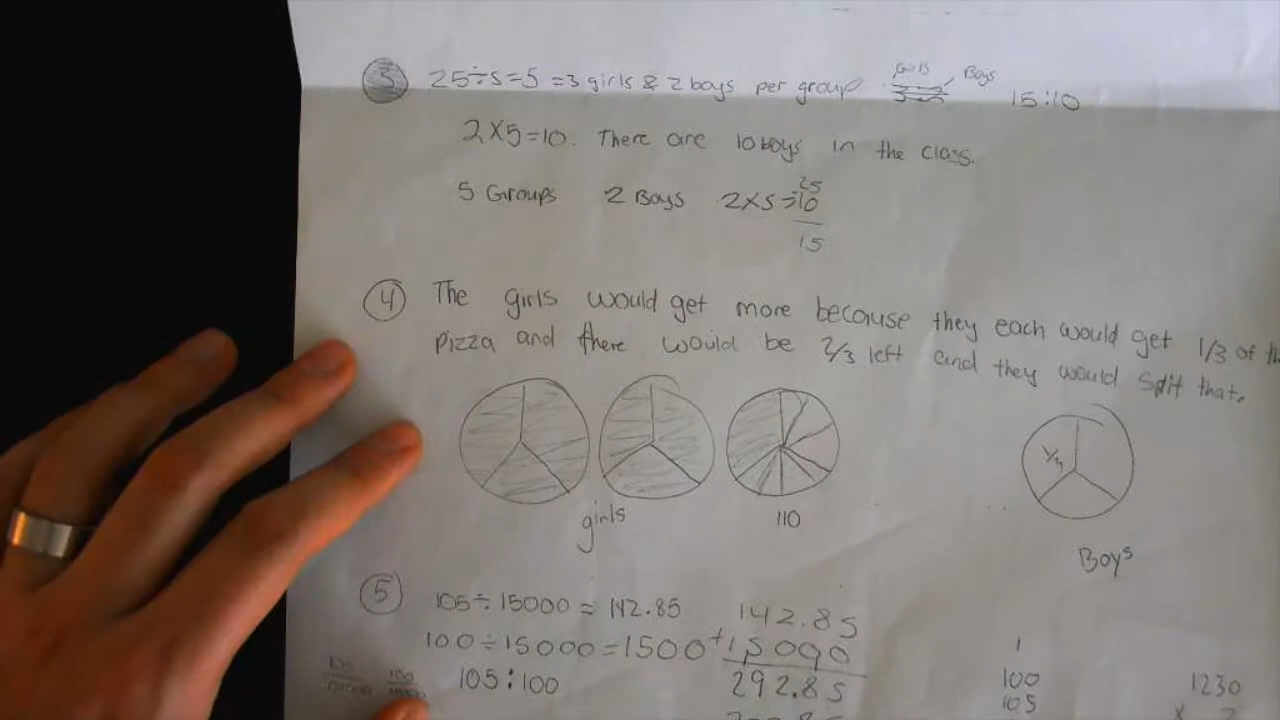 3 25÷5=5 =3 girls & 2 boys per group Girls Boys 15:10
2X5=10. There are 10 boys in the class.
5 Groups 2 Boys 2X5=10
25
15
4 The girls would get more because they each would get 1/3 of th
pizza and there would be 2/3 left and they would split that.
1/3
girls
110
Boys
5 105÷15000= 142.85 142.85
100÷15000=1500 +15000
105:100 292.85
1
100
105
1230
x